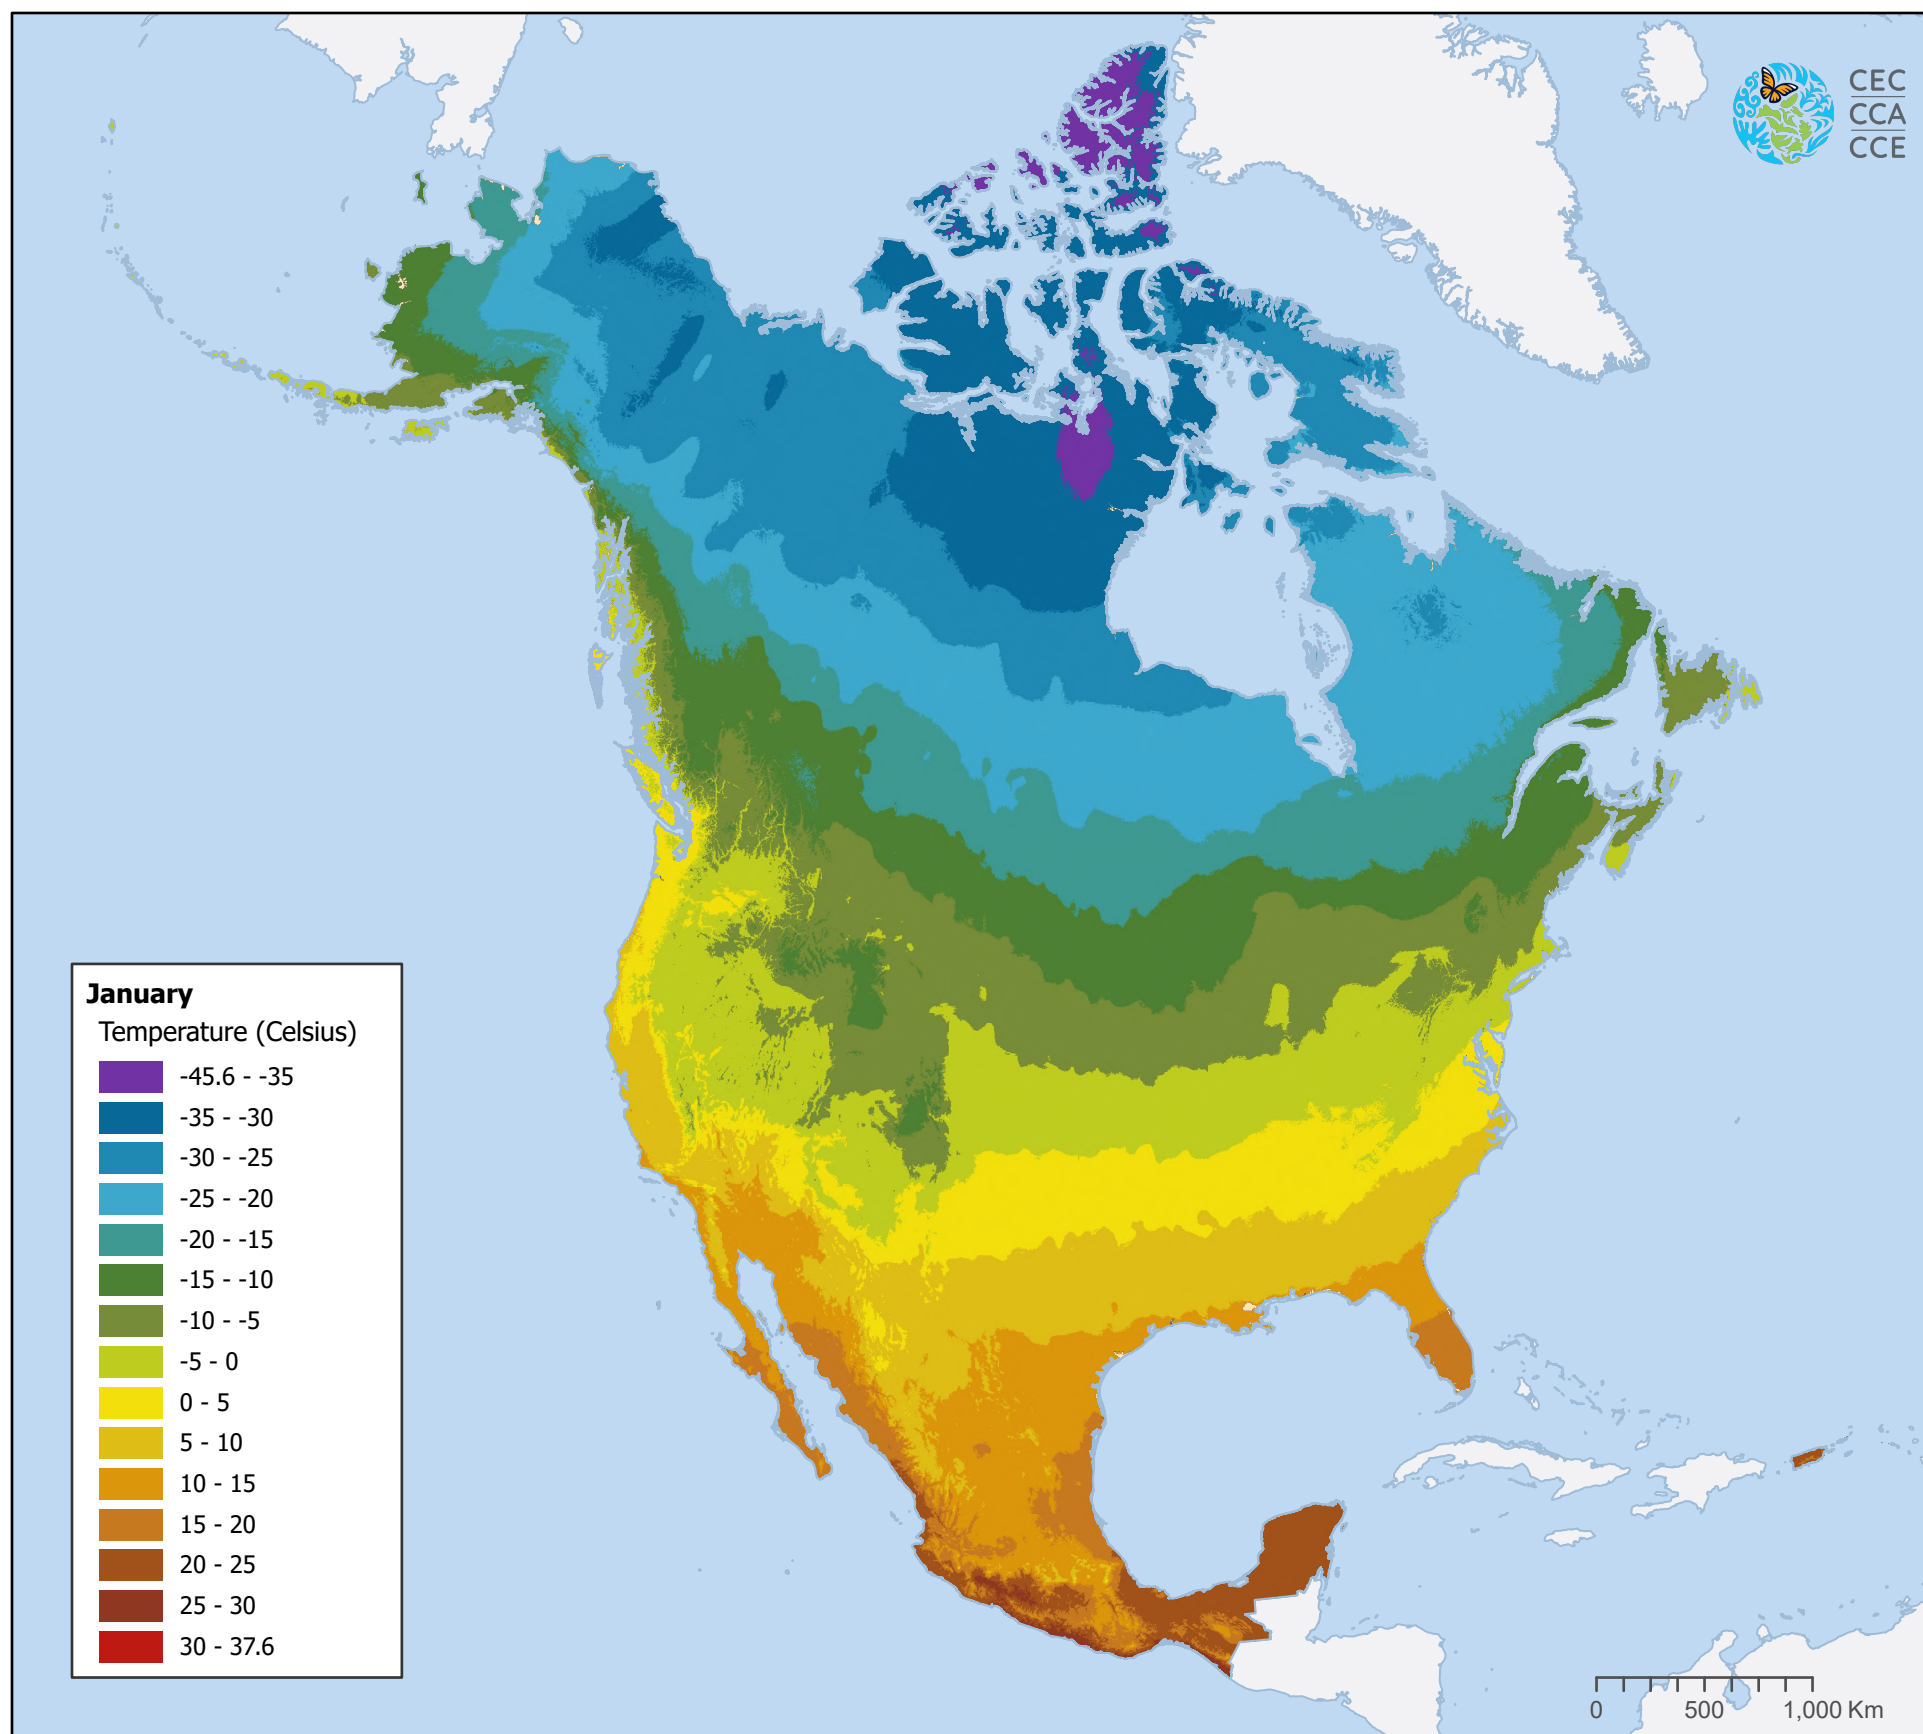 CEC
CCA
CCE
January
Temperature (Celsius)
-45.6 - -35
-35 - -30
-30 - -25
-25 - -20
-20 - -15
-15 - -10
-10 - -5
-5 - 0
0 - 5
5 - 10
10 - 15
15 - 20
20 - 25
25 - 30
30 - 37.6
0 500 1,000 Km